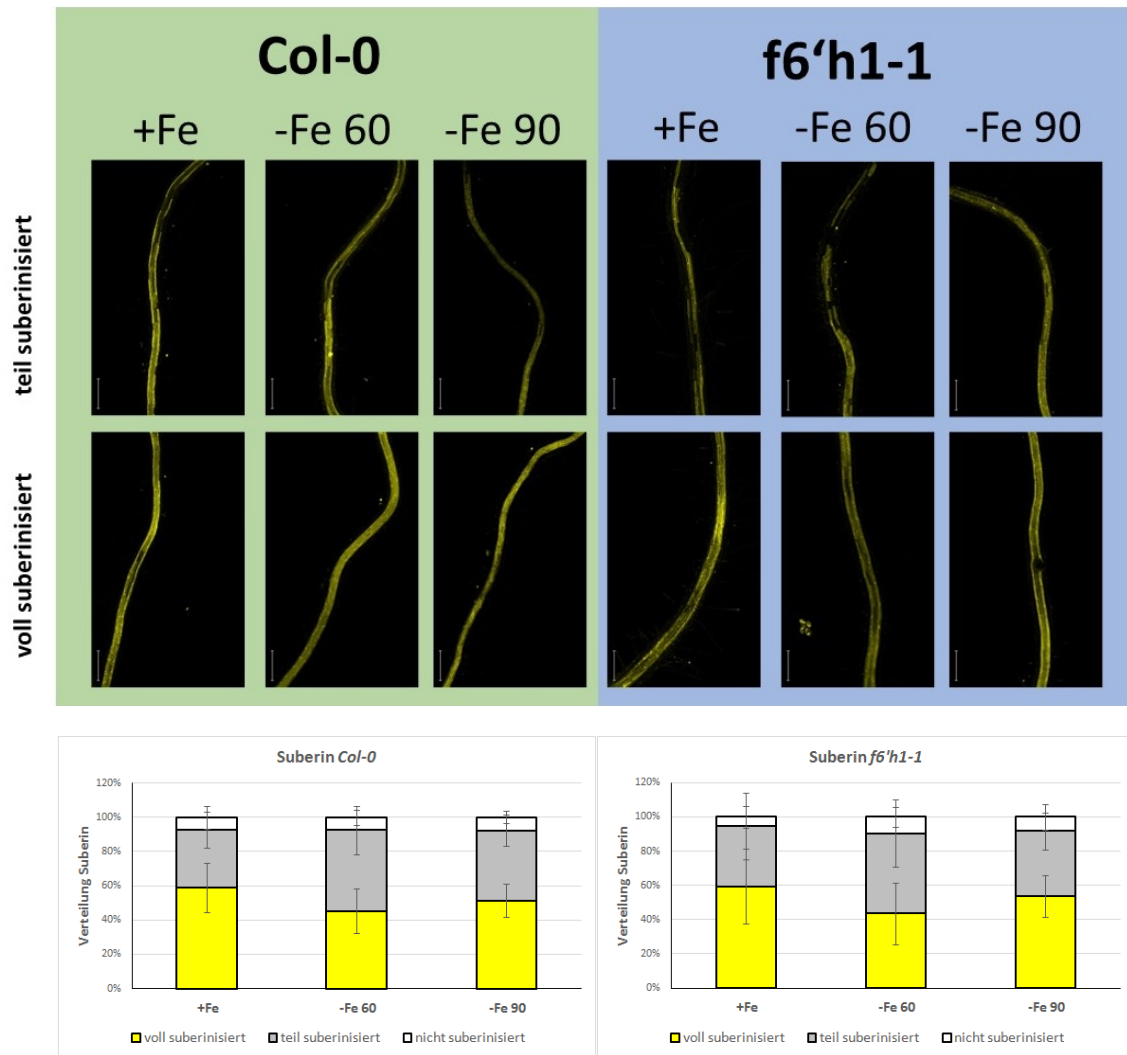 Col-0
f6‘h1-1
+Fe
-Fe 60
-Fe 90
+Fe
-Fe 60
-Fe 90
teil suberinisiert
voll suberinisiert
Suberin Col-0
Verteilung Suberin
120%
100%
80%
60%
40%
20%
0%
+Fe
-Fe 60
-Fe 90
voll suberinisiert
teil suberinisiert
nicht suberinisiert
Suberin f6'h1-1
Verteilung Suberin
120%
100%
80%
60%
40%
20%
0%
+Fe
-Fe 60
-Fe 90
voll suberinisiert
teil suberinisiert
nicht suberinisiert